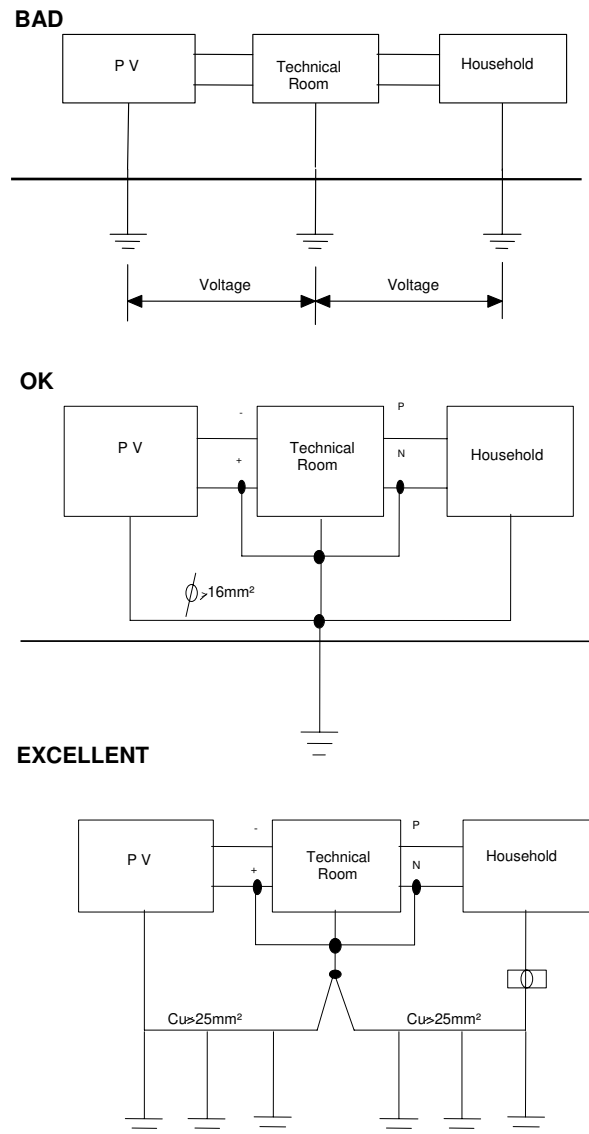 BAD
P V
Technical
Room
Household
Voltage Voltage
OK
- P
P V
Technical
Room
Household
+ N
>16mm²
EXCELLENT
- P
P V
Technical
Room
Household
+ N
Cu>25mm² Cu>25mm²